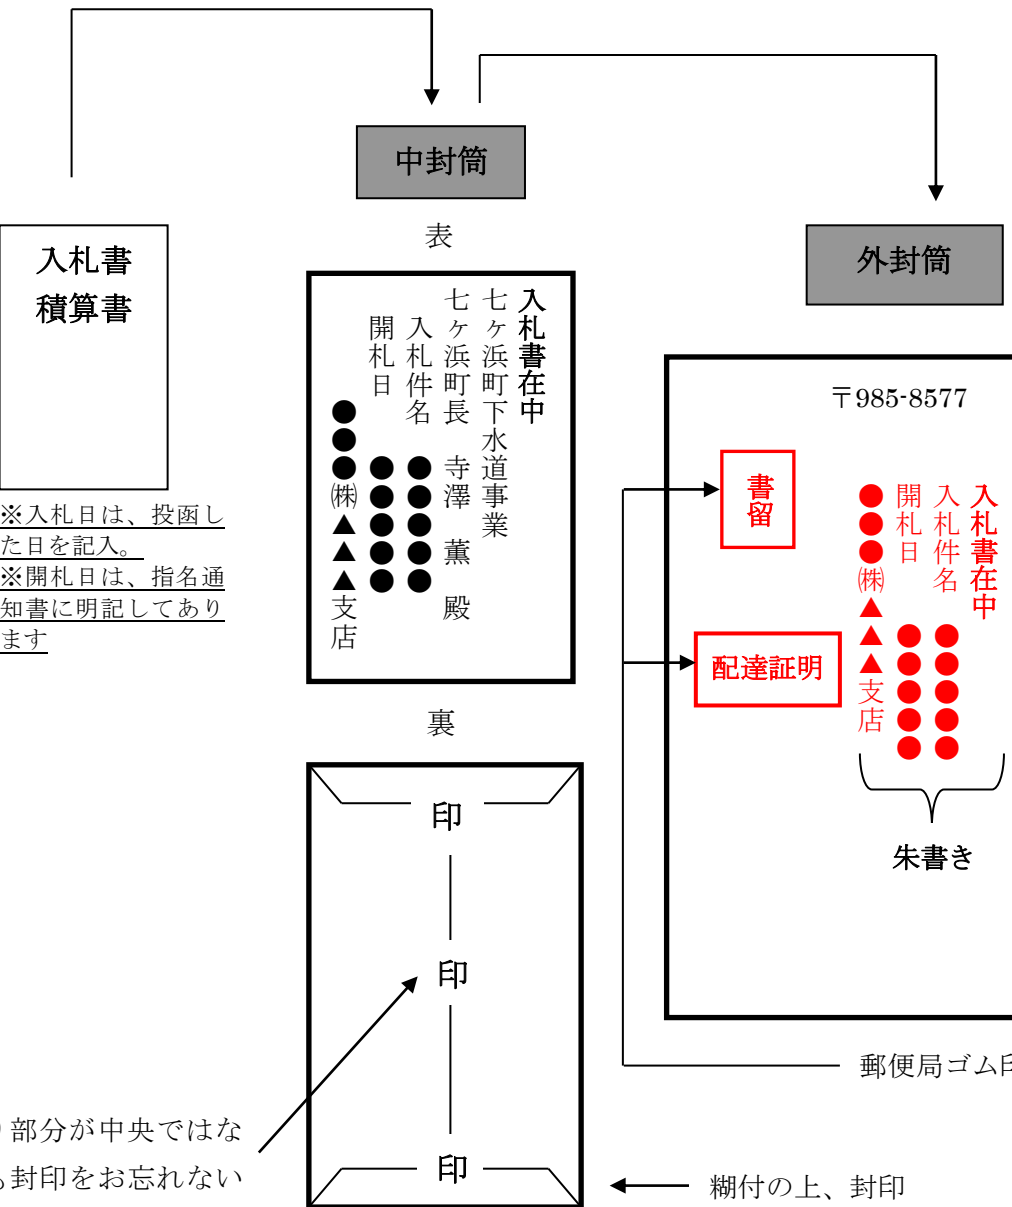 中封筒
外封筒
入札書
積算書
※入札日は、投函し
た日を記入。
※開札日は、指名通
知書に明記してあり
ます
表
入札書在中
七ヶ浜町下水道事業
七ヶ浜町長　寺澤　薫　殿
入札件名　●●●●●
開札日　●●●●●
●●●㈱▲▲▲支店
裏
印
印
印
部分が中央ではな
封印をお忘れない
糊付の上、封印
〒985-8577
書留
配達証明
入札書在中
入札件名　●●●●●
開札日　●●●●●
●●●㈱▲▲▲支店
朱書き
郵便局ゴム印